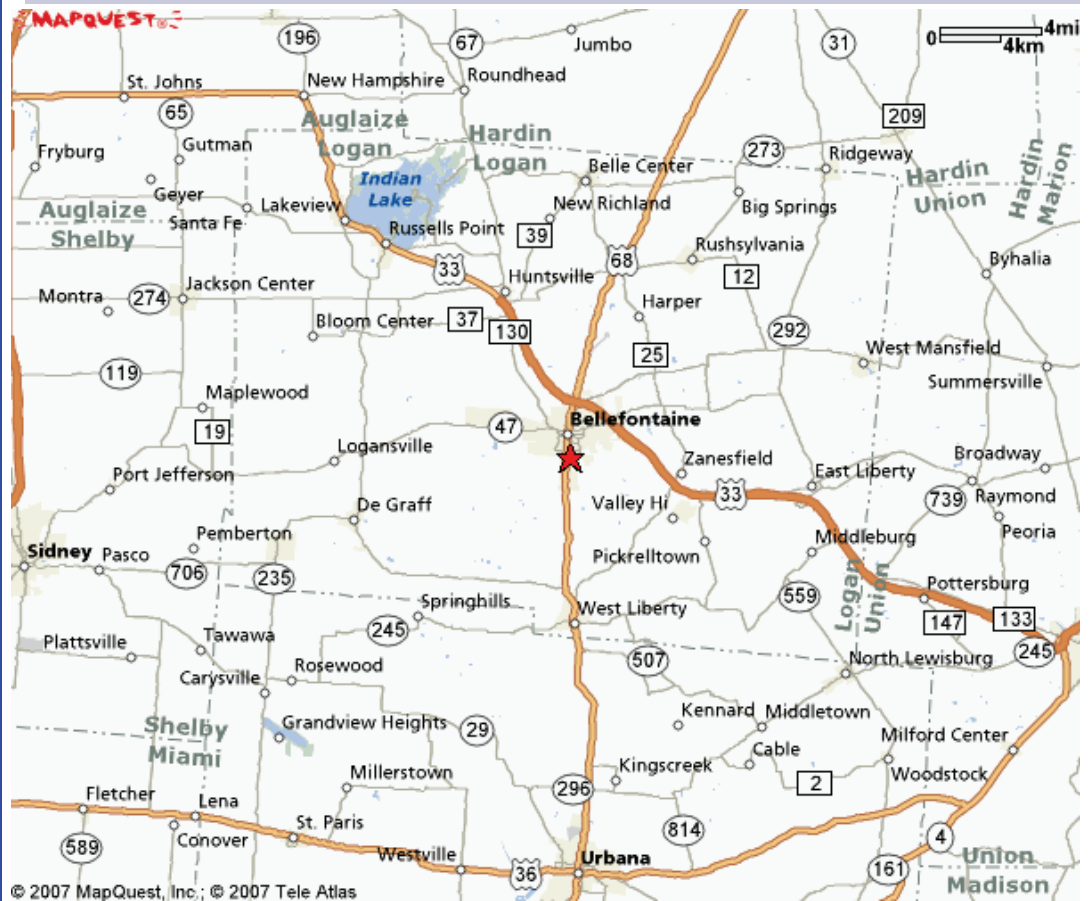 MAPQUEST
196
67
Jumbo
31
0 4mi
4km
St. Johns
New Hampshire
Roundhead
65
Auglaize
Logan
Hardin
Logan
209
Gutman
Fryburg
273
Ridgeway
Hardin
Union
Hardin
Marion
Belle Center
Indian
Lake
Geyer
Auglaize
Shelby
Santa Fe
Lakeview
New Richland
Big Springs
Russells Point
39
68
Rushsylvania
33
12
Byhalia
Huntsville
Jackson Center
274
Montra
Harper
Bloom Center
37
130
292
25
West Mansfield
119
Summersville
Maplewood
19
47
Bellefontaine
Logansville
Zanesfield
East Liberty
Broadway
Port Jefferson
33
739
Raymond
De Graff
Valley Hi
Peoria
Pemberton
Middleburg
Sidney
Pasco
706
235
Pickrelltown
Logan
Union
559
Pottersburg
Springhills
West Liberty
147
133
245
Plattsville
Tawawa
507
245
Rosewood
North Lewisburg
Carysville
Kennard
Middletown
Shelby
Miami
Grandview Heights
29
Milford Center
Cable
Millerstown
Kingscreek
2
Woodstock
296
Fletcher
Lena
St. Paris
814
589
Conover
4
Westville
36
Urbana
161
Union
Madison
© 2007 MapQuest, Inc.; © 2007 Tele Atlas